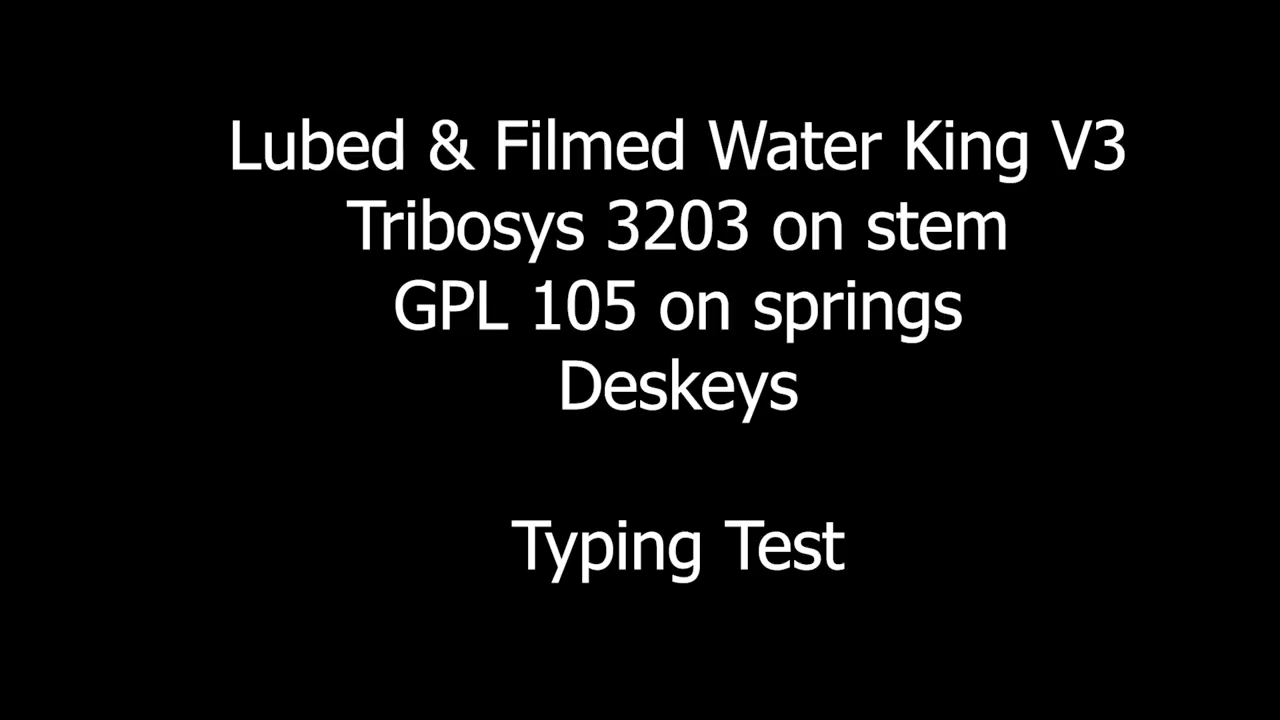 Lubed & Filmed Water King V3
Tribosys 3203 on stem
GPL 105 on springs
Deskeys
Typing Test